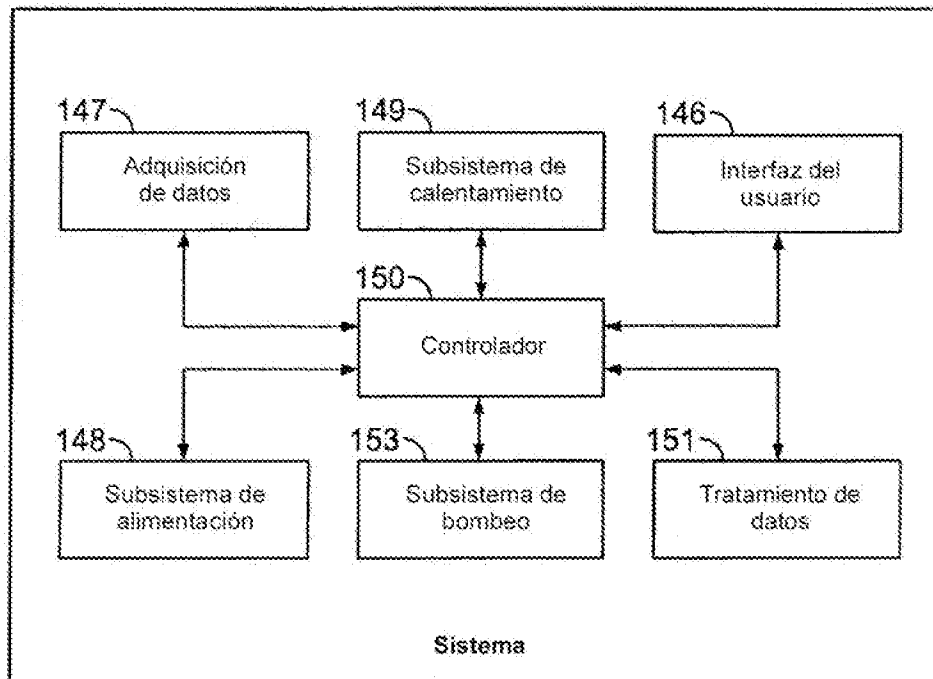 147
149
146
Adquisición
de datos
Subsistema de
calentamiento
Interfaz del
usuario
150
Controlador
148
153
151
Subsistema de
alimentación
Subsistema de
bombeo
Tratamiento de
datos
Sistema